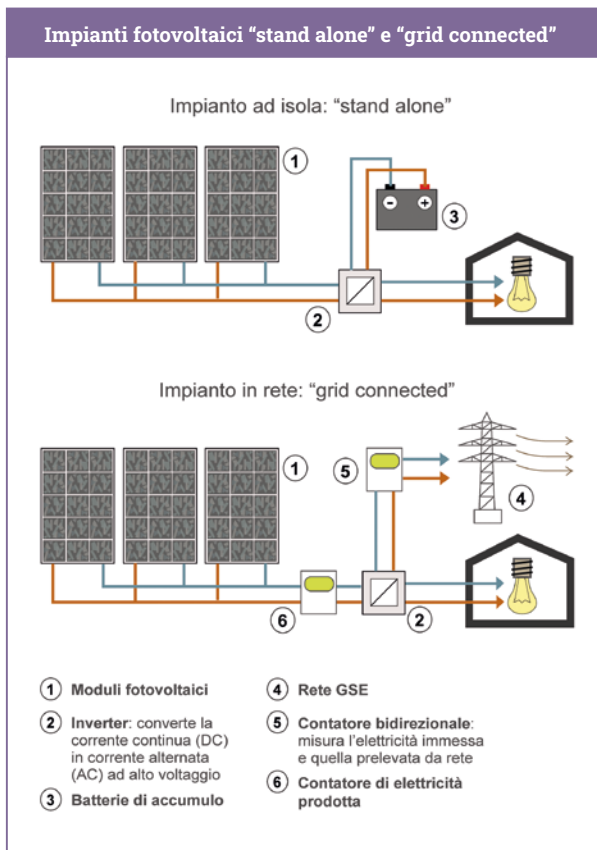 Impianti fotovoltaici “stand alone” e “grid connected”
Impianto ad isola: “stand alone”
1
3
2
Impianto in rete: “grid connected”
1
5
4
6
2
1 Moduli fotovoltaici
2 Inverter: converte la
corrente continua (DC)
in corrente alternata
(AC) ad alto voltaggio
3 Batterie di accumulo
4 Rete GSE
5 Contatore bidirezionale:
misura l’elettricità immessa
e quella prelevata da rete
6 Contatore di elettricità
prodotta